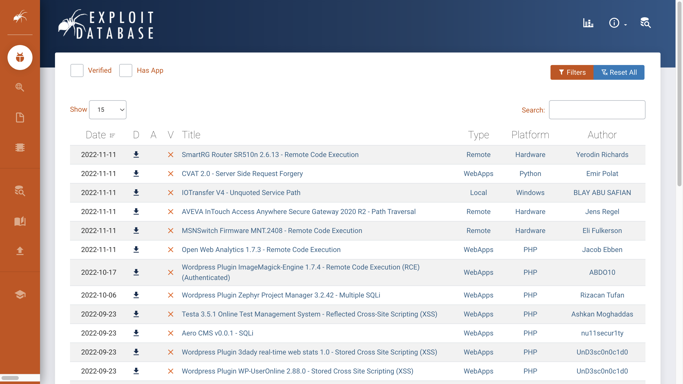 EXPLOIT
DATABASE
Verified Has App Filters Reset All
Show 15 Search:
Date D A V Title Type Platform Author
2022-11-11 SmartRG Router SR510n 2.6.13 - Remote Code Execution Remote Hardware Yerodin Richards
2022-11-11 CVAT 2.0 - Server Side Request Forgery WebApps Python Emir Polat
2022-11-11 IOTransfer V4 - Unquoted Service Path Local Windows BLAY ABU SAFIAN
2022-11-11 AVEVA InTouch Access Anywhere Secure Gateway 2020 R2 - Path Traversal Remote Hardware Jens Regel
2022-11-11 MSNSwitch Firmware MNT.2408 - Remote Code Execution Remote Hardware Eli Fulkerson
2022-11-11 Open Web Analytics 1.7.3 - Remote Code Execution WebApps PHP Jacob Ebben
2022-10-17 Wordpress Plugin ImageMagick-Engine 1.7.4 - Remote Code Execution (RCE) WebApps PHP ABDO10
(Authenticated)
2022-10-06 Wordpress Plugin Zephyr Project Manager 3.2.42 - Multiple SQLi WebApps PHP Rizacan Tufan
2022-09-23 Testa 3.5.1 Online Test Management System - Reflected Cross-Site Scripting (XSS) WebApps PHP Ashkan Moghaddas
2022-09-23 Aero CMS v0.0.1 - SQLi WebApps PHP nu11secur1ty
2022-09-23 Wordpress Plugin 3dady real-time web stats 1.0 - Stored Cross Site Scripting (XSS) WebApps PHP UnD3sc0n0c1d0
2022-09-23 Wordpress Plugin WP-UserOnline 2.88.0 - Stored Cross Site Scripting (XSS) WebApps PHP UnD3sc0n0c1d0